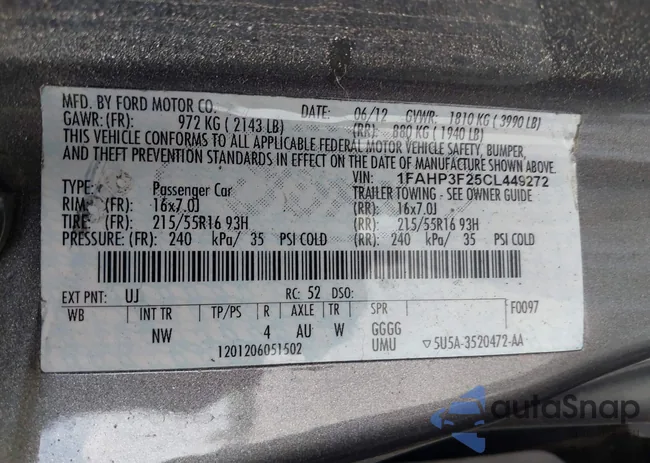 MFD. BY FORD MOTOR CO. DATE: 06/12 GVWR: 1810 KG ( 3990 LB)
GAWR: (FR): 972 KG ( 2143 LB) (RR): 880 KG ( 1940 LB)
THIS VEHICLE CONFORMS TO ALL APPLICABLE FEDERAL MOTOR VEHICLE SAFETY, BUMPER,
AND THEFT PREVENTION STANDARDS IN EFFECT ON THE DATE OF MANUFACTURE SHOWN ABOVE.
VIN: 1FAHP3F25CL449272
TYPE: Passenger Car TRAILER TOWING - SEE OWNER GUIDE
RIM: (FR): 16x7.0J (RR): 16x7.0J
TIRE: (FR): 215/55R16 93H (RR): 215/55R16 93H
PRESSURE: (FR): 240 kPa/ 35 PSI COLD (RR): 240 kPa/ 35 PSI COLD
EXT PNT: UJ RC: 52 DSO:
WB INT TR TP/PS R AXLE TR SPR F0097
NW 4 AU W GGGG
1201206051502 UMU ▽5U5A-3520472-AA
autoSnap